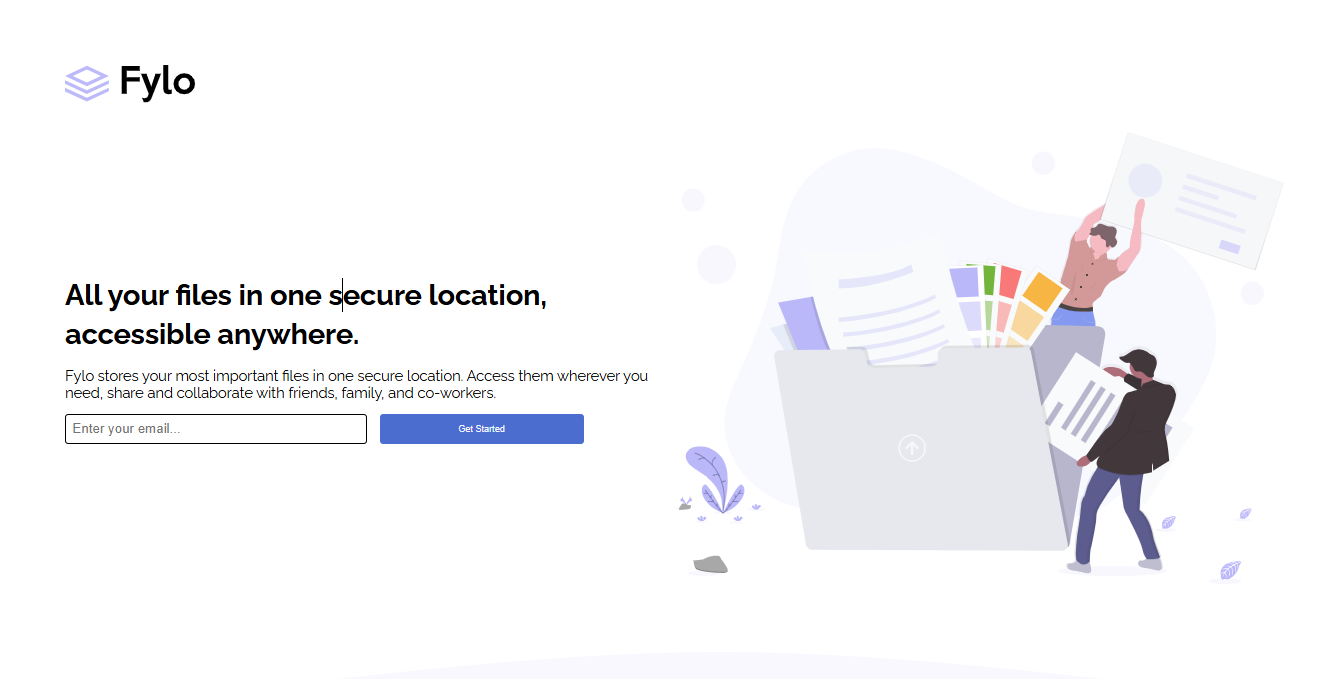 Fylo
All your files in one secure location,
accessible anywhere.
Fylo stores your most important files in one secure location. Access them wherever you
need, share and collaborate with friends, family, and co-workers.
Enter your email...
Get Started